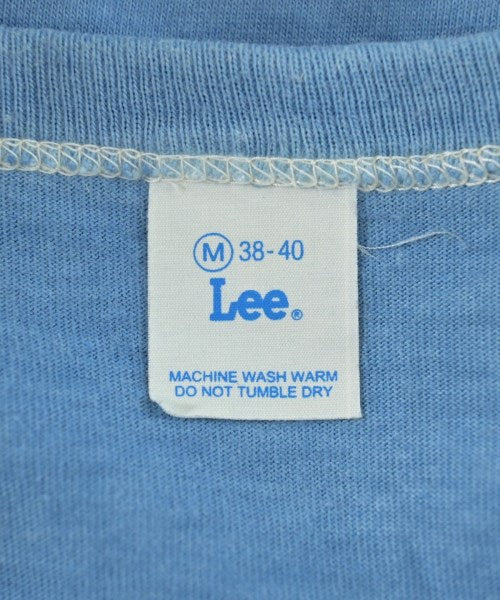 M 38-40
Lee®
MACHINE WASH WARM
DO NOT TUMBLE DRY